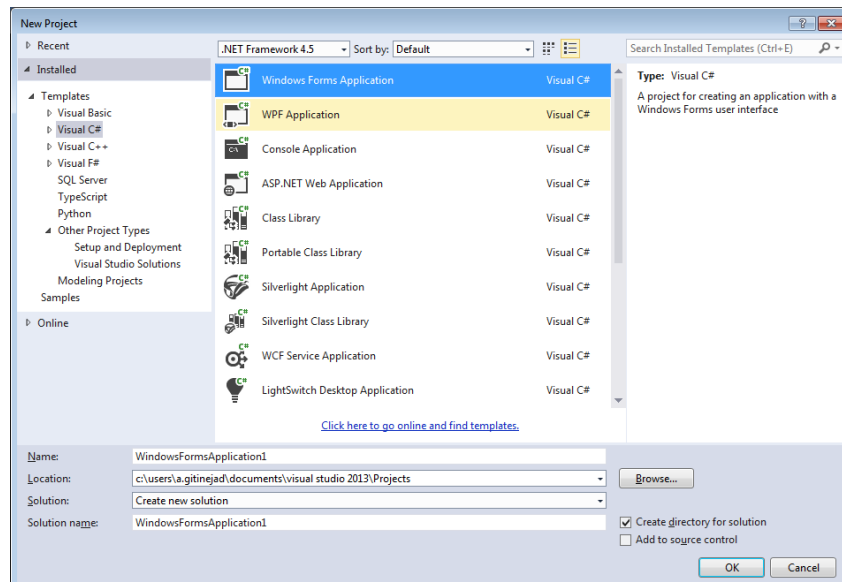 New Project
Recent
Installed
Templates
Visual Basic
Visual C#
Visual C++
Visual F#
SQL Server
TypeScript
Python
Other Project Types
Setup and Deployment
Visual Studio Solutions
Modeling Projects
Samples
Online
.NET Framework 4.5 Sort by: Default
Windows Forms Application Visual C#
WPF Application Visual C#
Console Application Visual C#
ASP.NET Web Application Visual C#
Class Library Visual C#
Portable Class Library Visual C#
Silverlight Application Visual C#
Silverlight Class Library Visual C#
WCF Service Application Visual C#
LightSwitch Desktop Application Visual C#
Click here to go online and find templates.
Search Installed Templates (Ctrl+E)
Type: Visual C#
A project for creating an application with a
Windows Forms user interface
Name: WindowsFormsApplication1
Location: c:\users\a.gitinejad\documents\visual studio 2013\Projects Browse...
Solution: Create new solution
Solution name: WindowsFormsApplication1
Create directory for solution
Add to source control
OK Cancel